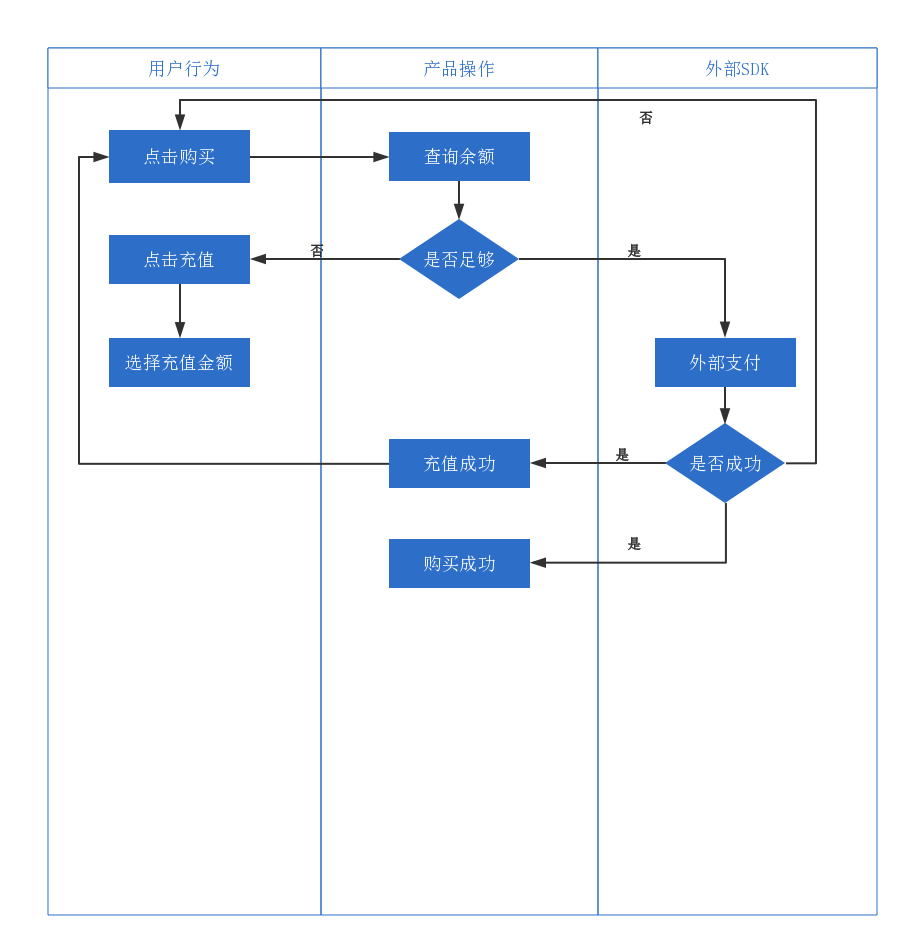 用户行为
产品操作
外部SDK
否
点击购买
查询余额
点击充值
否
是否足够
是
选择充值金额
外部支付
充值成功
是
是否成功
购买成功
是